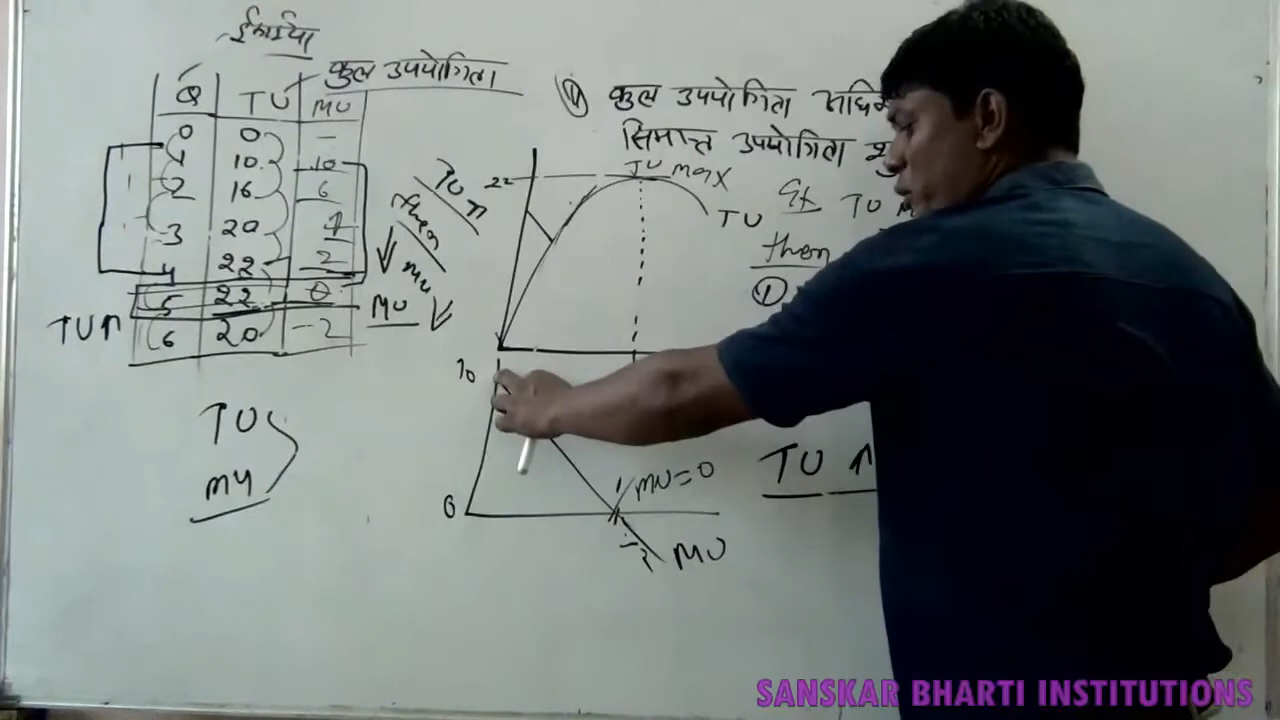 ईकाईया
कुल उपयोगिता
Q TU MU
0 0 -
1 10 10
2 16 6
3 20 4
4 22 2
5 22 0
6 20 -2
TU↑
MU ↓
TU ↑
then
MU ↓
TU
MU
कुल उपयोगिता
सिमान्त उपयोगिता
TU max
22
TU
TU
then
①
10
0
MU=0
-2
MU
TU ↑
SANSKAR BHARTI INSTITUTIONS